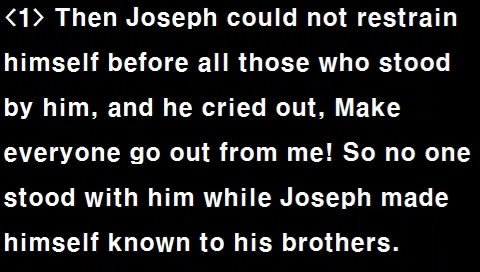 <1> Then Joseph could not restrain
himself before all those who stood
by him, and he cried out, Make
everyone go out from me! So no one
stood with him while Joseph made
himself known to his brothers.